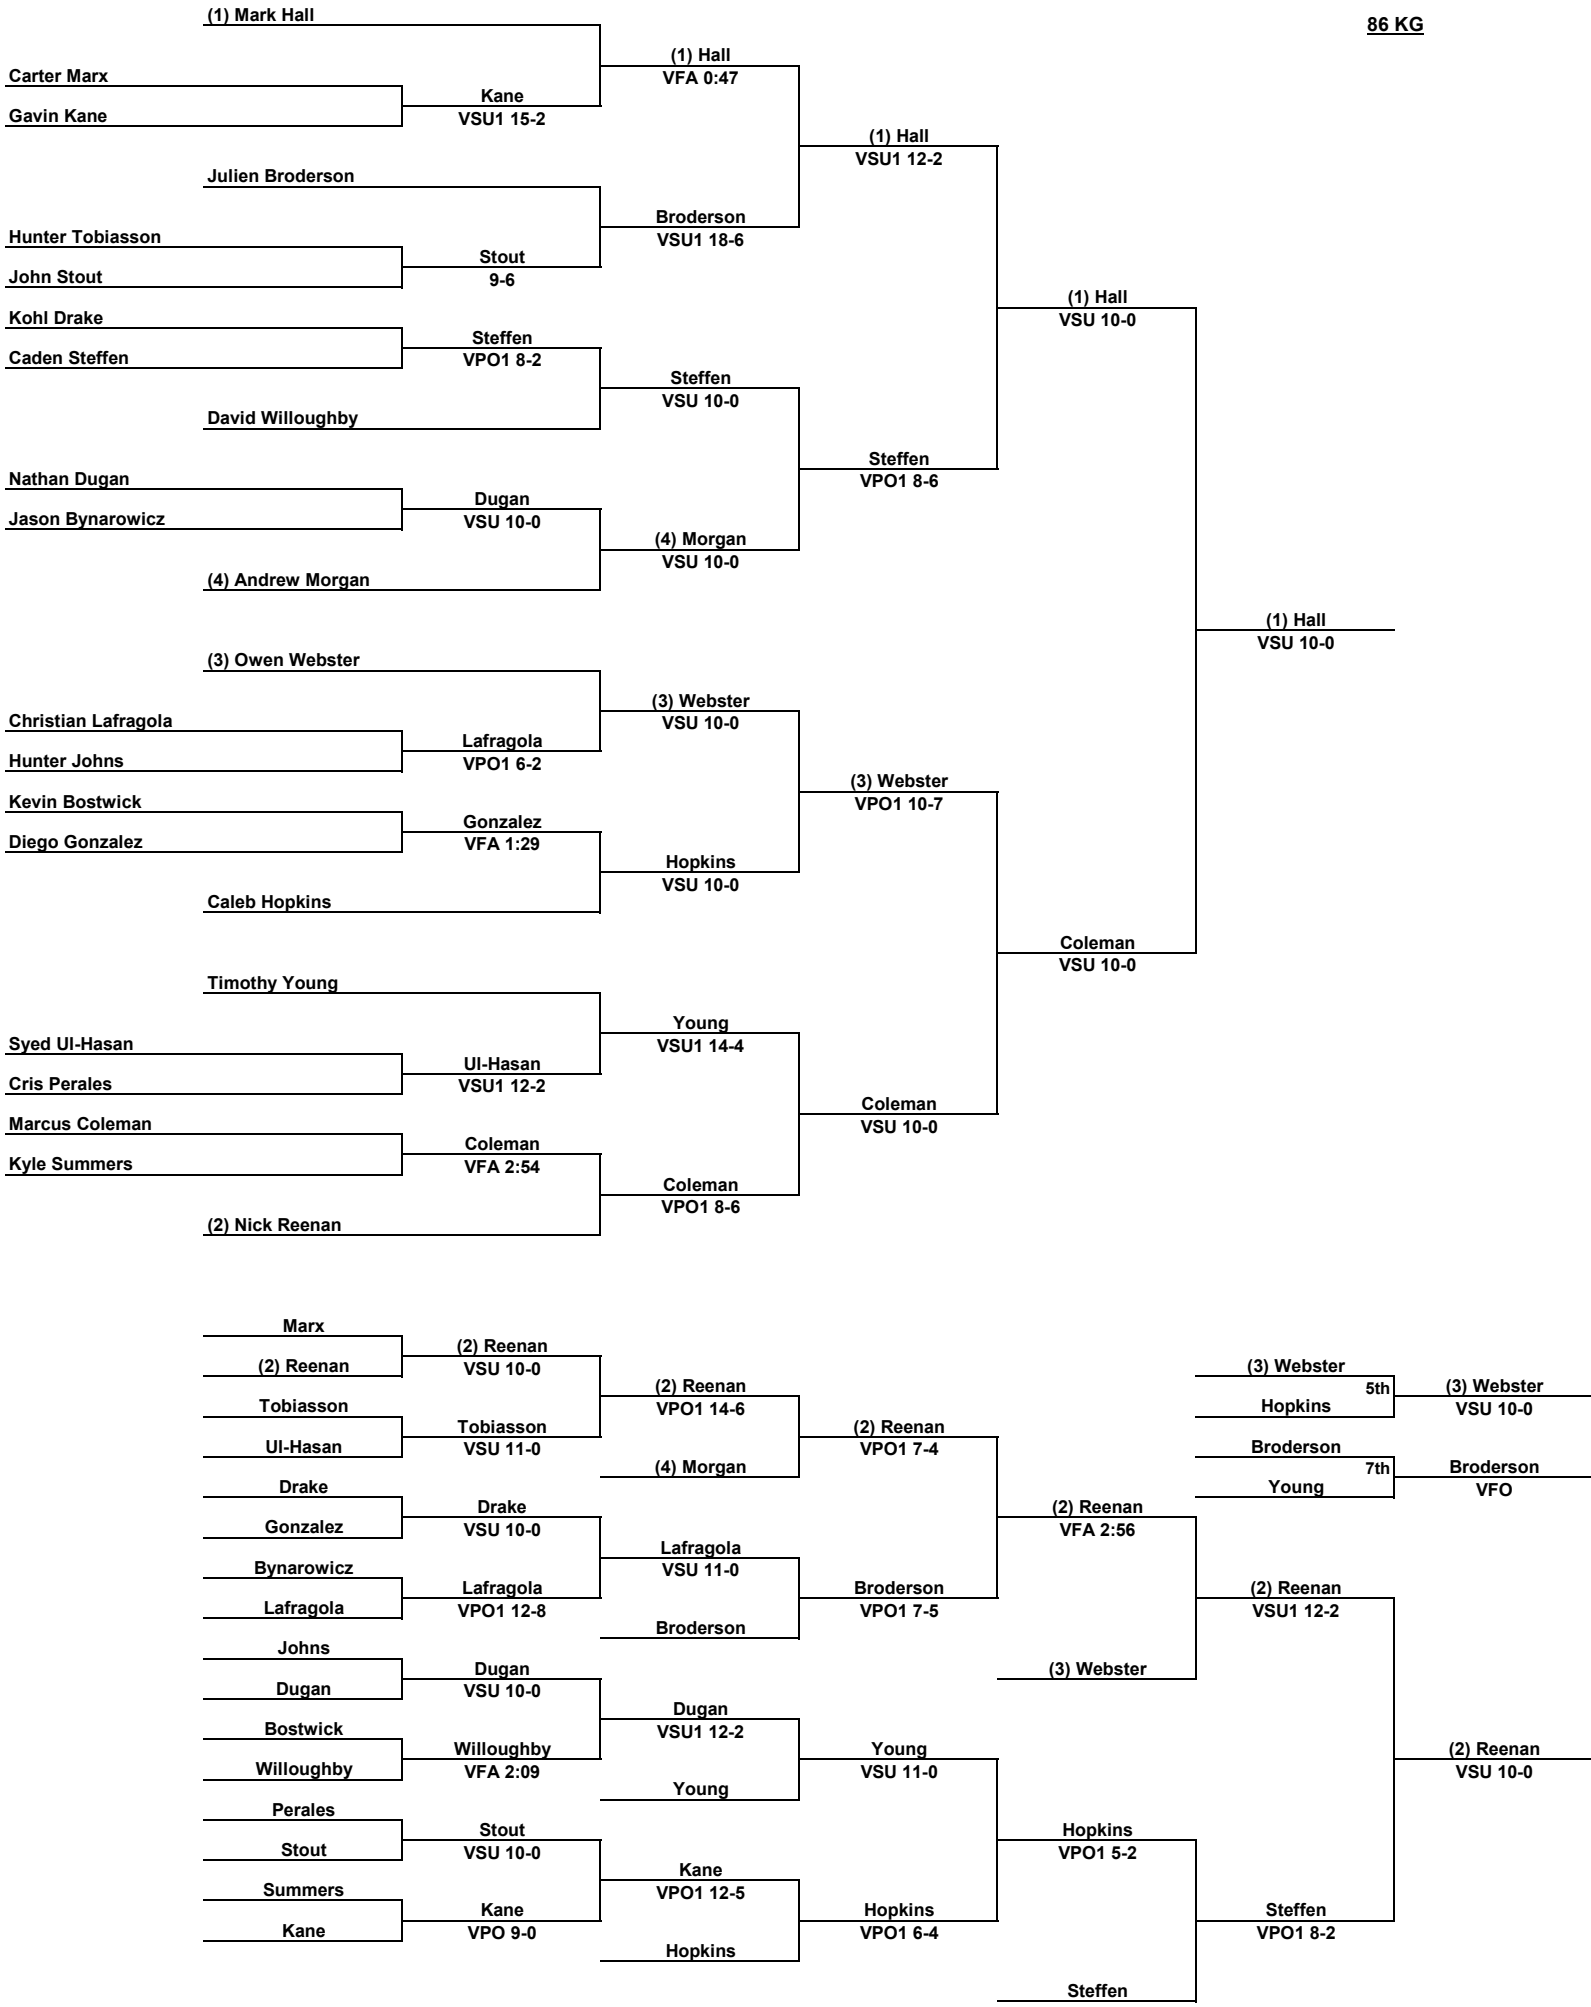 (1) Mark Hall
86 KG
(1) Hall
VFA 0:47
Carter Marx
Kane
Gavin Kane
VSU1 15-2
(1) Hall
VSU1 12-2
Julien Broderson
Broderson
VSU1 18-6
Hunter Tobiasson
Stout
John Stout
9-6
(1) Hall
VSU 10-0
Kohl Drake
Steffen
Caden Steffen
VPO1 8-2
Steffen
VSU 10-0
David Willoughby
Steffen
VPO1 8-6
Nathan Dugan
Dugan
Jason Bynarowicz
VSU 10-0
(4) Morgan
VSU 10-0
(4) Andrew Morgan
(1) Hall
VSU 10-0
(3) Owen Webster
(3) Webster
VSU 10-0
Christian Lafragola
Lafragola
Hunter Johns
VPO1 6-2
(3) Webster
VPO1 10-7
Kevin Bostwick
Gonzalez
Diego Gonzalez
VFA 1:29
Hopkins
VSU 10-0
Caleb Hopkins
Coleman
VSU 10-0
Timothy Young
Young
VSU1 14-4
Syed Ul-Hasan
Ul-Hasan
Cris Perales
VSU1 12-2
Coleman
VSU 10-0
Marcus Coleman
Coleman
Kyle Summers
VFA 2:54
Coleman
VPO1 8-6
(2) Nick Reenan
Marx
(2) Reenan
(2) Reenan
VSU 10-0
(3) Webster
(2) Reenan
VPO1 14-6
5th
(3) Webster
VSU 10-0
Tobiasson
Hopkins
Tobiasson
VSU 11-0
(2) Reenan
VPO1 7-4
Ul-Hasan
Broderson
(4) Morgan
7th
Broderson
VFO
Drake
Young
Drake
VSU 10-0
(2) Reenan
VFA 2:56
Gonzalez
Lafragola
VSU 11-0
Bynarowicz
Lafragola
VPO1 12-8
Broderson
VPO1 7-5
(2) Reenan
VSU1 12-2
Lafragola
Broderson
Johns
Dugan
VSU 10-0
(3) Webster
Dugan
Dugan
VSU1 12-2
Bostwick
Willoughby
VFA 2:09
Young
VSU 11-0
(2) Reenan
VSU 10-0
Willoughby
Young
Perales
Stout
VSU 10-0
Hopkins
VPO1 5-2
Stout
Kane
VPO1 12-5
Summers
Kane
VPO 9-0
Hopkins
VPO1 6-4
Steffen
VPO1 8-2
Kane
Hopkins
Steffen